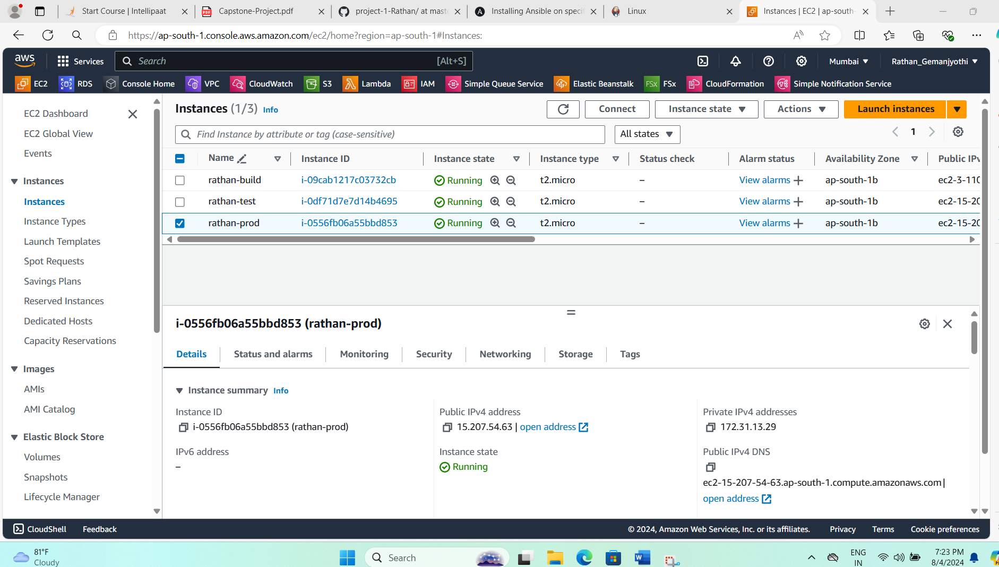 Start Course | Intellipaat
Capstone-Project.pdf
project-1-Rathan/ at mast
Installing Ansible on specif
Linux
Instances | EC2 | ap-south-
https://ap-south-1.console.aws.amazon.com/ec2/home?region=ap-south-1#Instances:
aws Services Search [Alt+S] Mumbai Rathan_Gemanjyothi
EC2 RDS Console Home VPC CloudWatch S3 Lambda IAM Simple Queue Service Elastic Beanstalk FSx FSx CloudFormation Simple Notification Service
EC2 Dashboard
EC2 Global View
Events
Instances
Instances
Instance Types
Launch Templates
Spot Requests
Savings Plans
Reserved Instances
Dedicated Hosts
Capacity Reservations
Images
AMIs
AMI Catalog
Elastic Block Store
Volumes
Snapshots
Lifecycle Manager
Instances (1/3) Info Connect Instance state Actions Launch instances
Find Instance by attribute or tag (case-sensitive) All states 1
Name Instance ID Instance state Instance type Status check Alarm status Availability Zone Public IPv
rathan-build i-09cab1217c03732cb Running t2.micro – View alarms + ap-south-1b ec2-3-110
rathan-test i-0df71d7e7d14b4695 Running t2.micro – View alarms + ap-south-1b ec2-15-20
rathan-prod i-0556fb06a55bbd853 Running t2.micro – View alarms + ap-south-1b ec2-15-20
i-0556fb06a55bbd853 (rathan-prod)
Details Status and alarms Monitoring Security Networking Storage Tags
Instance summary Info
Instance ID
i-0556fb06a55bbd853 (rathan-prod)
IPv6 address
–
Public IPv4 address
15.207.54.63 | open address
Instance state
Running
Private IPv4 addresses
172.31.13.29
Public IPv4 DNS
ec2-15-207-54-63.ap-south-1.compute.amazonaws.com |
open address
CloudShell Feedback © 2024, Amazon Web Services, Inc. or its affiliates. Privacy Terms Cookie preferences
81°F
Cloudy
Search
ENG
IN
7:23 PM
8/4/2024